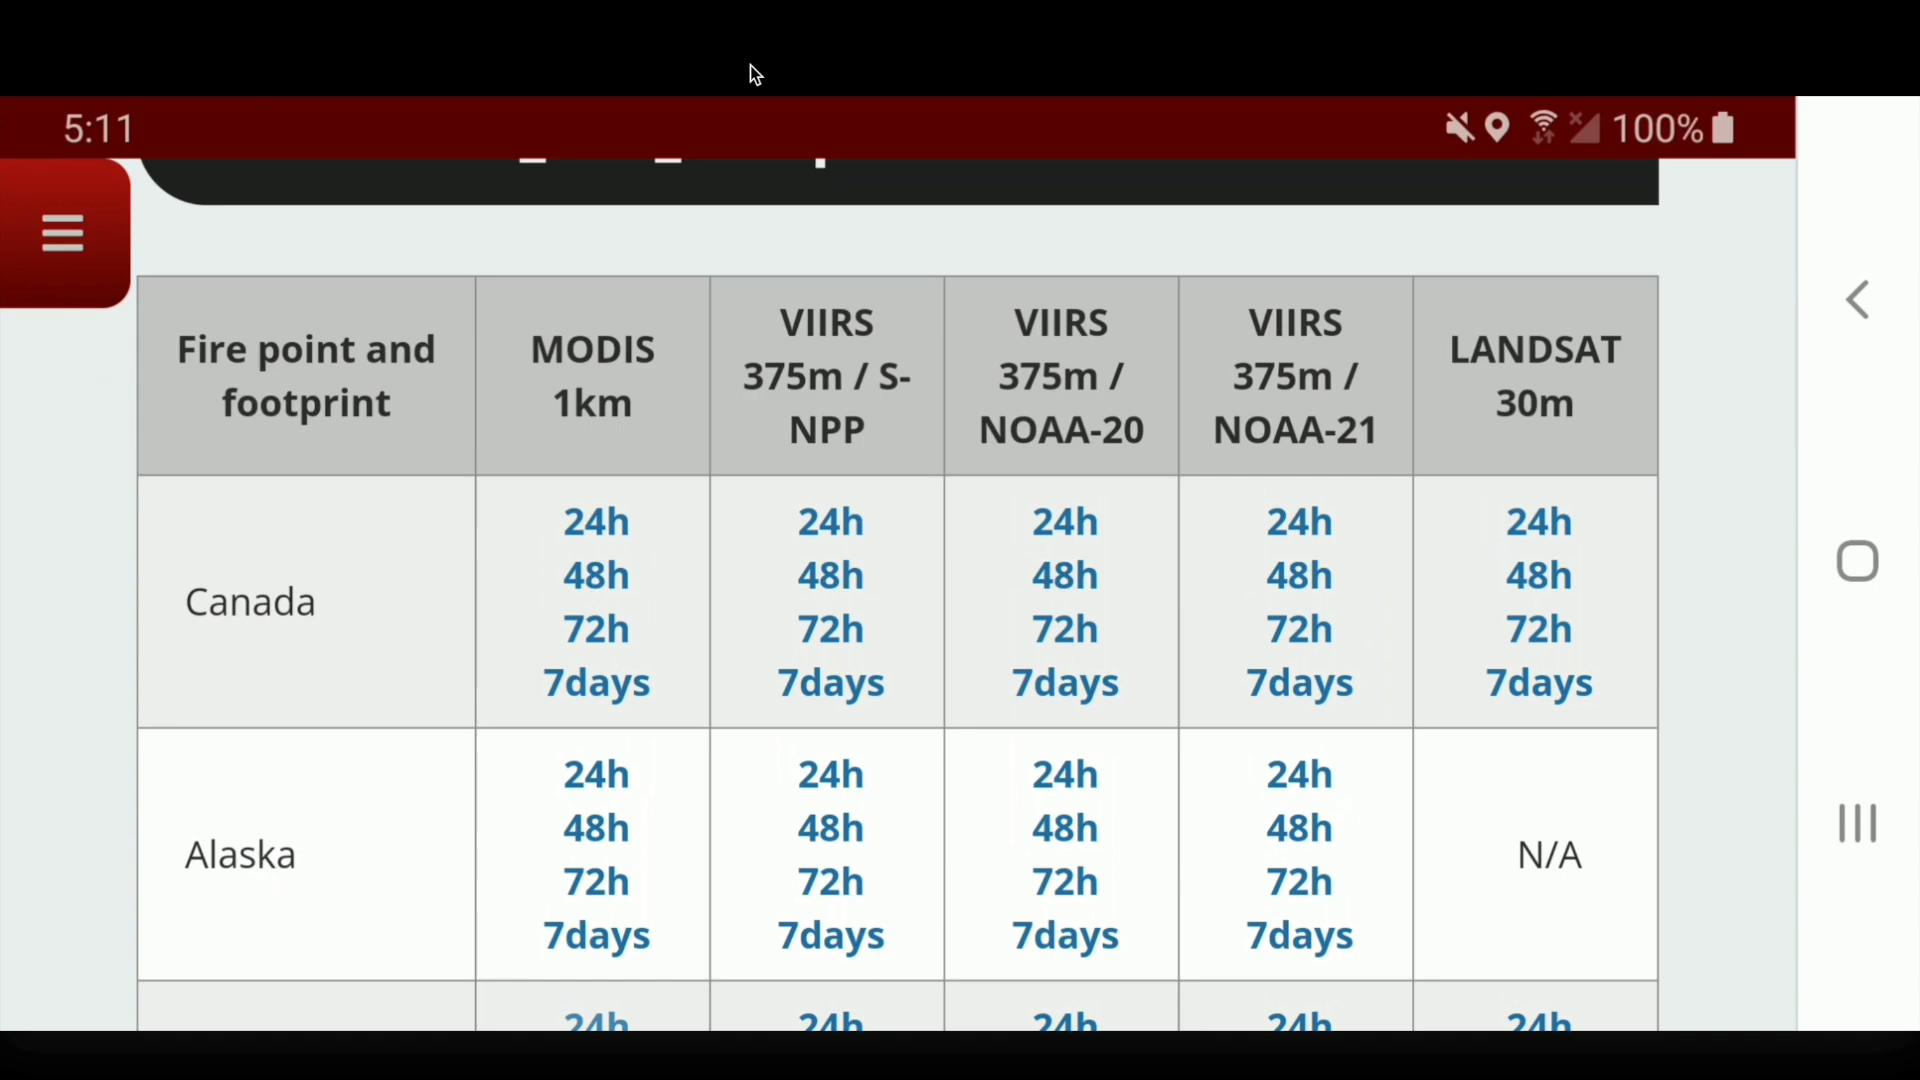 5:11
100%
Fire point and
footprint
MODIS
1km
VIIRS
375m / S-
NPP
VIIRS
375m /
NOAA-20
VIIRS
375m /
NOAA-21
LANDSAT
30m
Canada
24h
48h
72h
7days
24h
48h
72h
7days
24h
48h
72h
7days
24h
48h
72h
7days
24h
48h
72h
7days
Alaska
24h
48h
72h
7days
24h
48h
72h
7days
24h
48h
72h
7days
24h
48h
72h
7days
N/A
24h
24h
24h
24h
24h